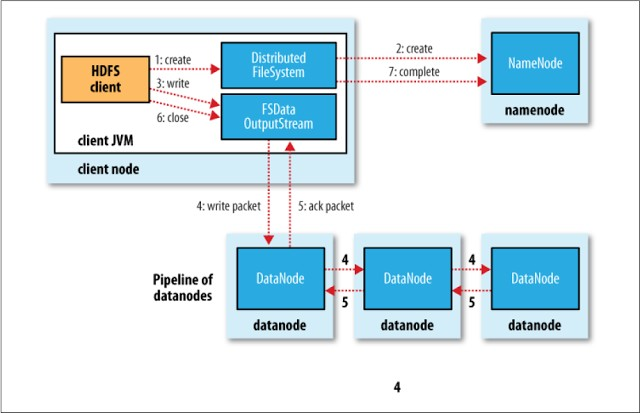 1: create
HDFS
client
3: write
6: close
Distributed
FileSystem
FSData
OutputStream
client JVM
client node
2: create
7: complete
NameNode
namenode
4: write packet
5: ack packet
Pipeline of
datanodes
DataNode
4
5
DataNode
4
5
DataNode
datanode
datanode
datanode
4